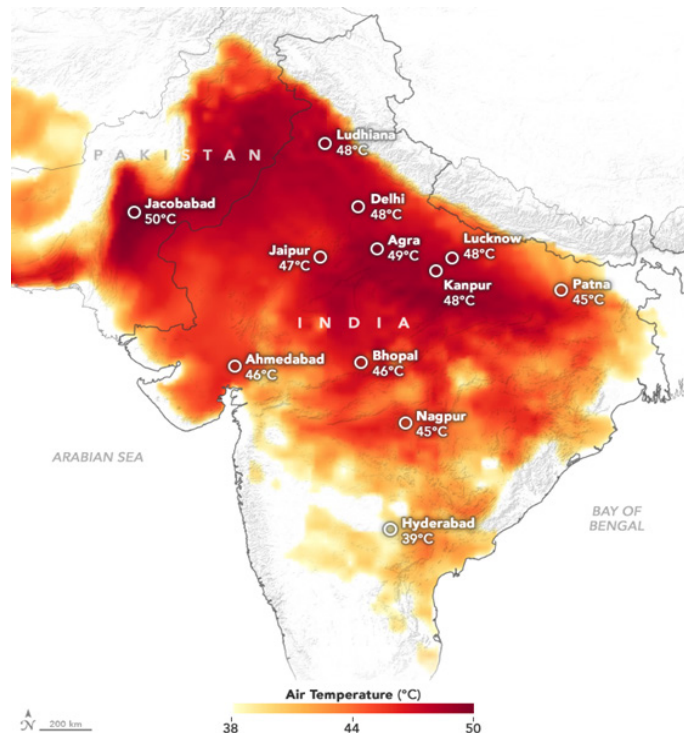 PAKISTAN
Ludhiana
48°C
Jacobabad
50°C
Delhi
48°C
Agra
49°C
Lucknow
48°C
Jaipur
47°C
Kanpur
48°C
Patna
45°C
INDIA
Ahmedabad
46°C
Bhopal
46°C
Nagpur
45°C
ARABIAN SEA
BAY OF
BENGAL
Hyderabad
39°C
Air Temperature (°C)
38 44 50
N 200 km